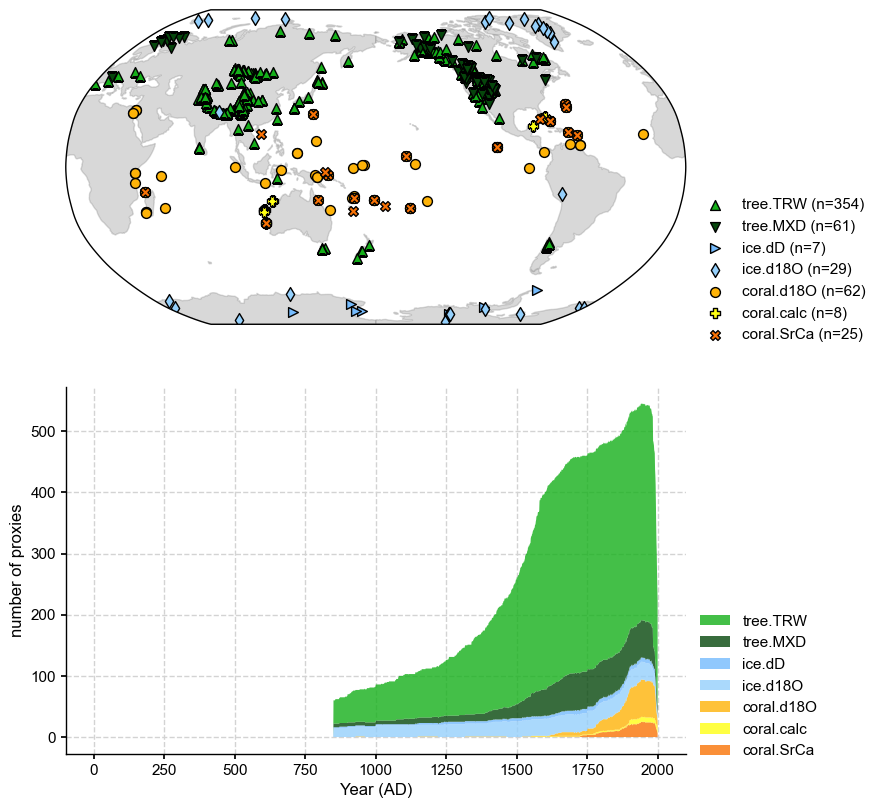 tree.TRW (n=354)
tree.MXD (n=61)
ice.dD (n=7)
ice.d18O (n=29)
coral.d18O (n=62)
coral.calc (n=8)
coral.SrCa (n=25)
number of proxies
500
400
300
200
100
0
0
250
500
750
1000
1250
1500
1750
2000
Year (AD)
tree.TRW
tree.MXD
ice.dD
ice.d18O
coral.d18O
coral.calc
coral.SrCa